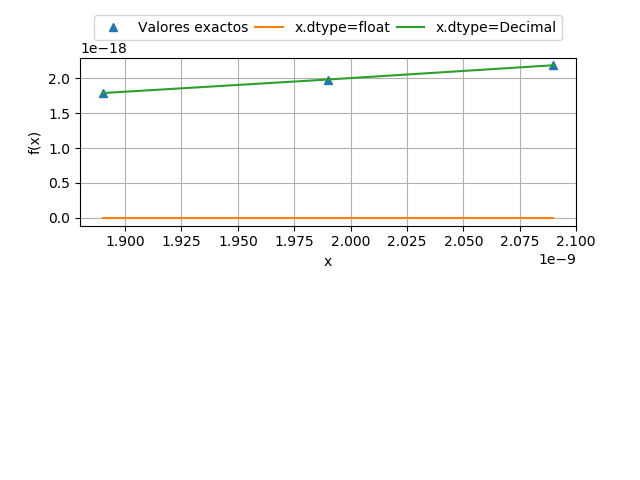 Valores exactos x.dtype=float x.dtype=Decimal
1e−18
2.0
1.5
1.0
0.5
0.0
f(x)
1.900 1.925 1.950 1.975 2.000 2.025 2.050 2.075 2.100
x
1e−9